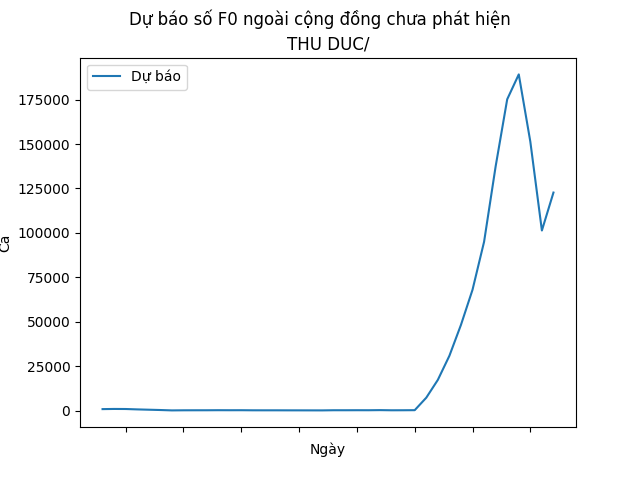 Dự báo số F0 ngoài cộng đồng chưa phát hiện
THU DUC/
Dự báo
175000
150000
125000
100000
75000
50000
25000
0
Ca
Ngày